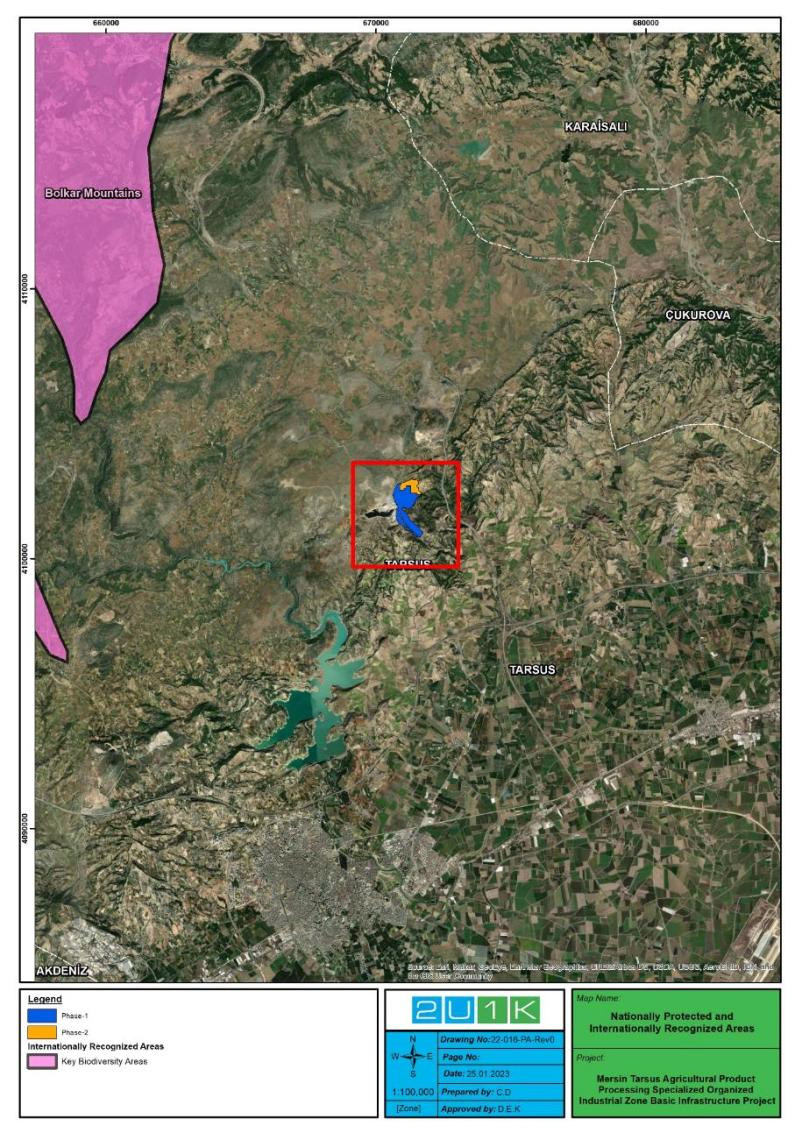 660000
670000
680000
KARAİSALI
Bolkar Mountains
4110000
ÇUKUROVA
4100000
TARSUS
TARSUS
4090000
AKDENİZ
Legend
Phase-1
Phase-2
Internationally Recognized Areas
Key Biodiversity Areas
2U1K
N
W E
S
1:100,000
[Zone]
Drawing No:22-016-PA-Rev0
Page No:
Date: 25.01.2023
Prepared by: C.D
Approved by: D.E.K
Map Name:
Nationally Protected and
Internationally Recognized Areas
Project:
Mersin Tarsus Agricultural Product
Processing Specialized Organized
Industrial Zone Basic Infrastructure Project